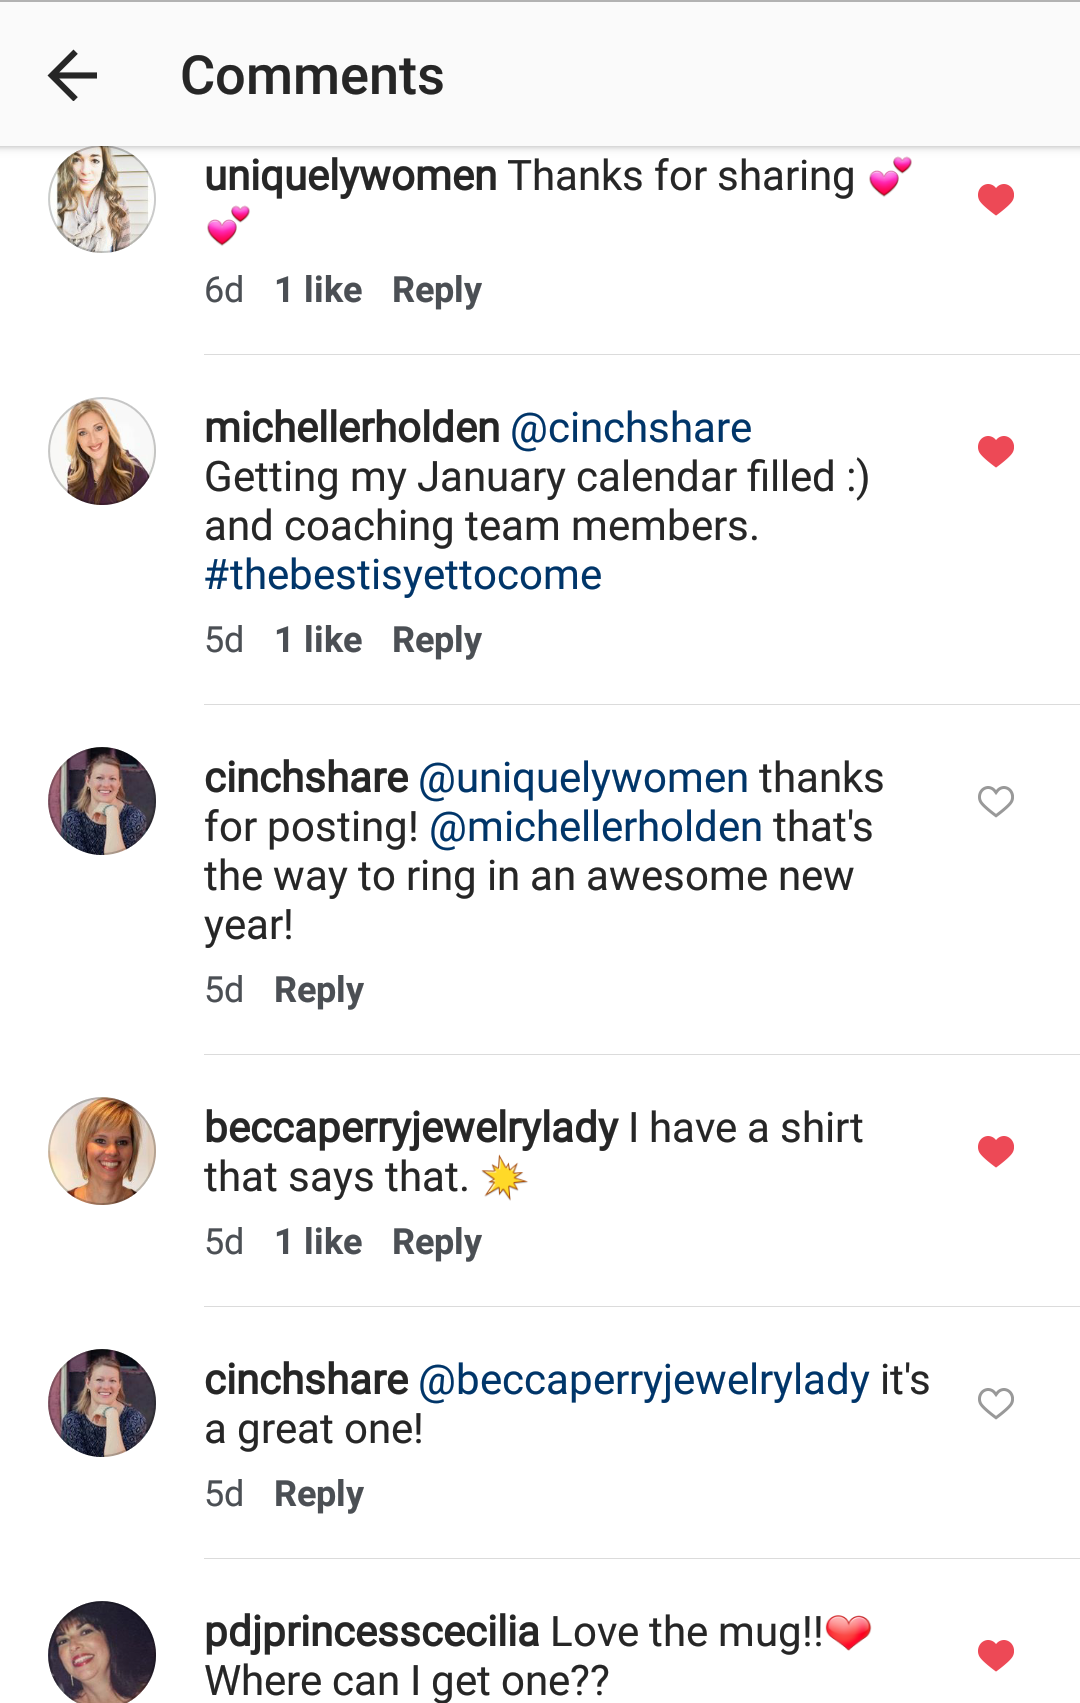 Comments
uniquelywomen Thanks for sharing 💕
💕
6d 1 like Reply
michellerholden @cinchshare
Getting my January calendar filled :)
and coaching team members.
#thebestisyettocome
5d 1 like Reply
cinchshare @uniquelywomen thanks
for posting! @michellerholden that's
the way to ring in an awesome new
year!
5d Reply
beccaperryjewelrylady I have a shirt
that says that. 💥
5d 1 like Reply
cinchshare @beccaperryjewelrylady it's
a great one!
5d Reply
pdjprincesscecilia Love the mug!!❤️
Where can I get one??